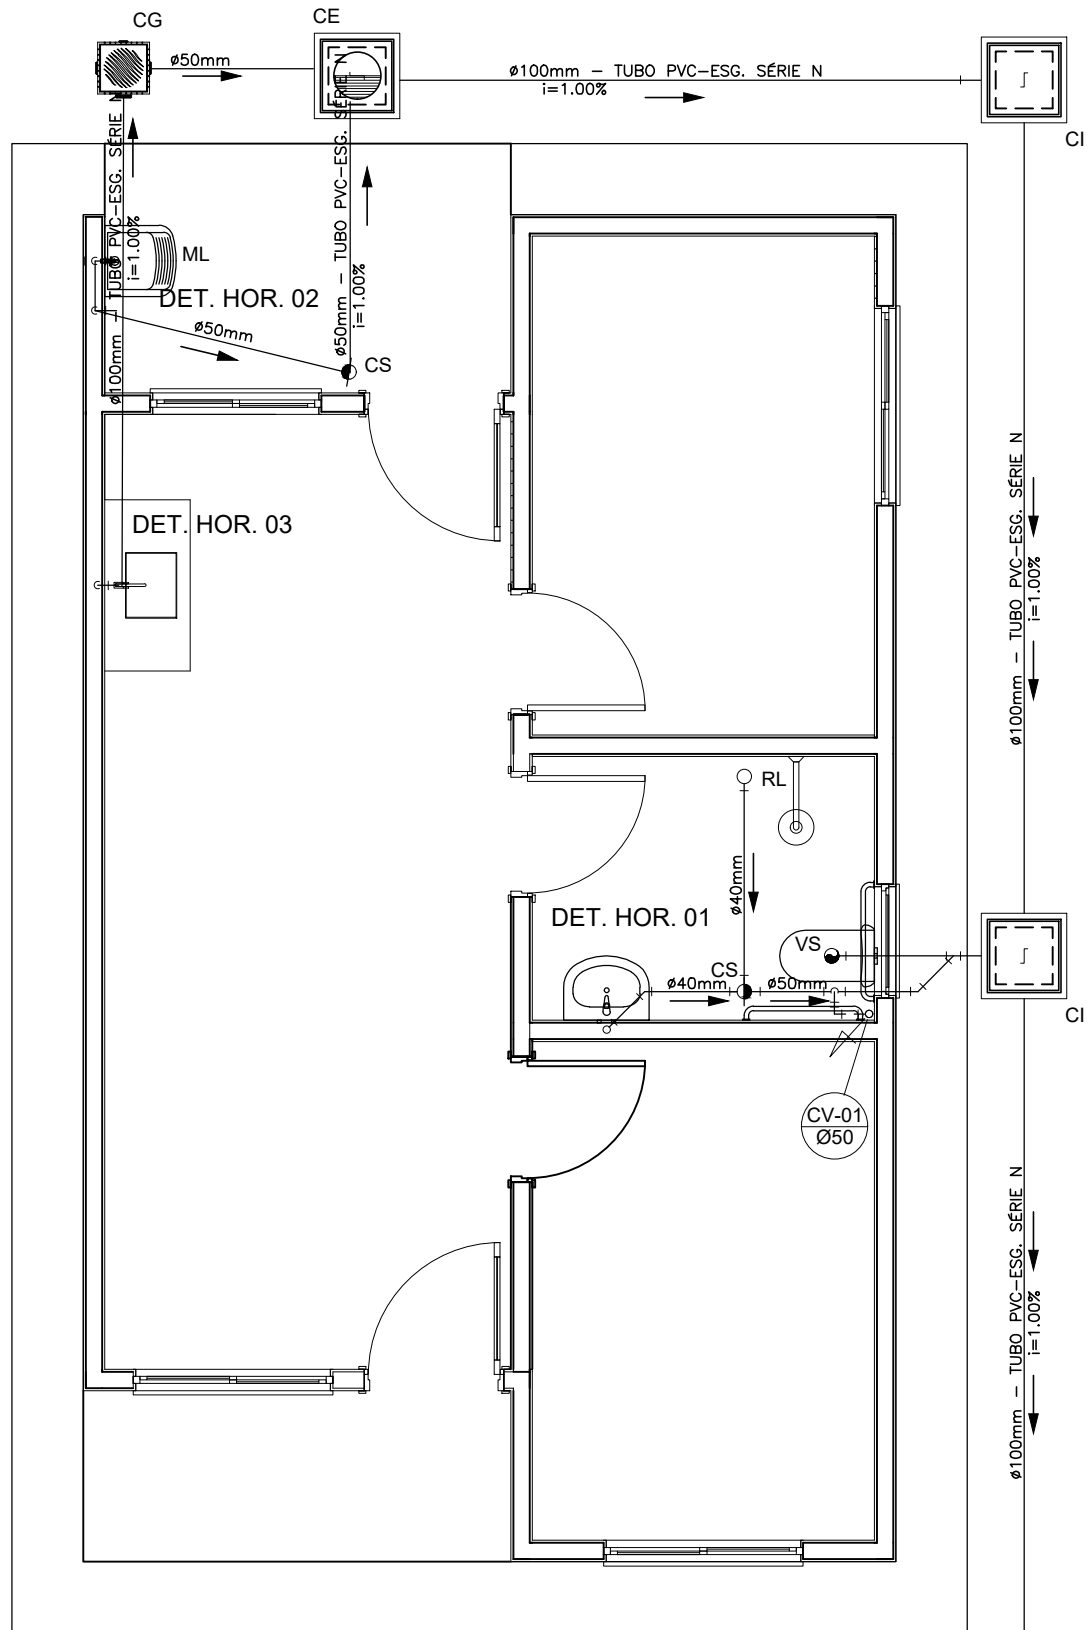 CG
CE
ø50mm
ø100mm – TUBO PVC–ESG. SÉRIE N
i=1.00%
CI
ø100mm – TUBO PVC–ESG. SÉRIE N
i=1.00%
ø50mm – TUBO PVC–ESG. SÉRIE N
i=1.00%
ML
DET. HOR. 02
ø50mm
CS
DET. HOR. 03
ø100mm – TUBO PVC–ESG. SÉRIE N
i=1.00%
RL
ø40mm
DET. HOR. 01
VS
CS
ø40mm
ø50mm
CI
CV-01
Ø50
ø100mm – TUBO PVC–ESG. SÉRIE N
i=1.00%